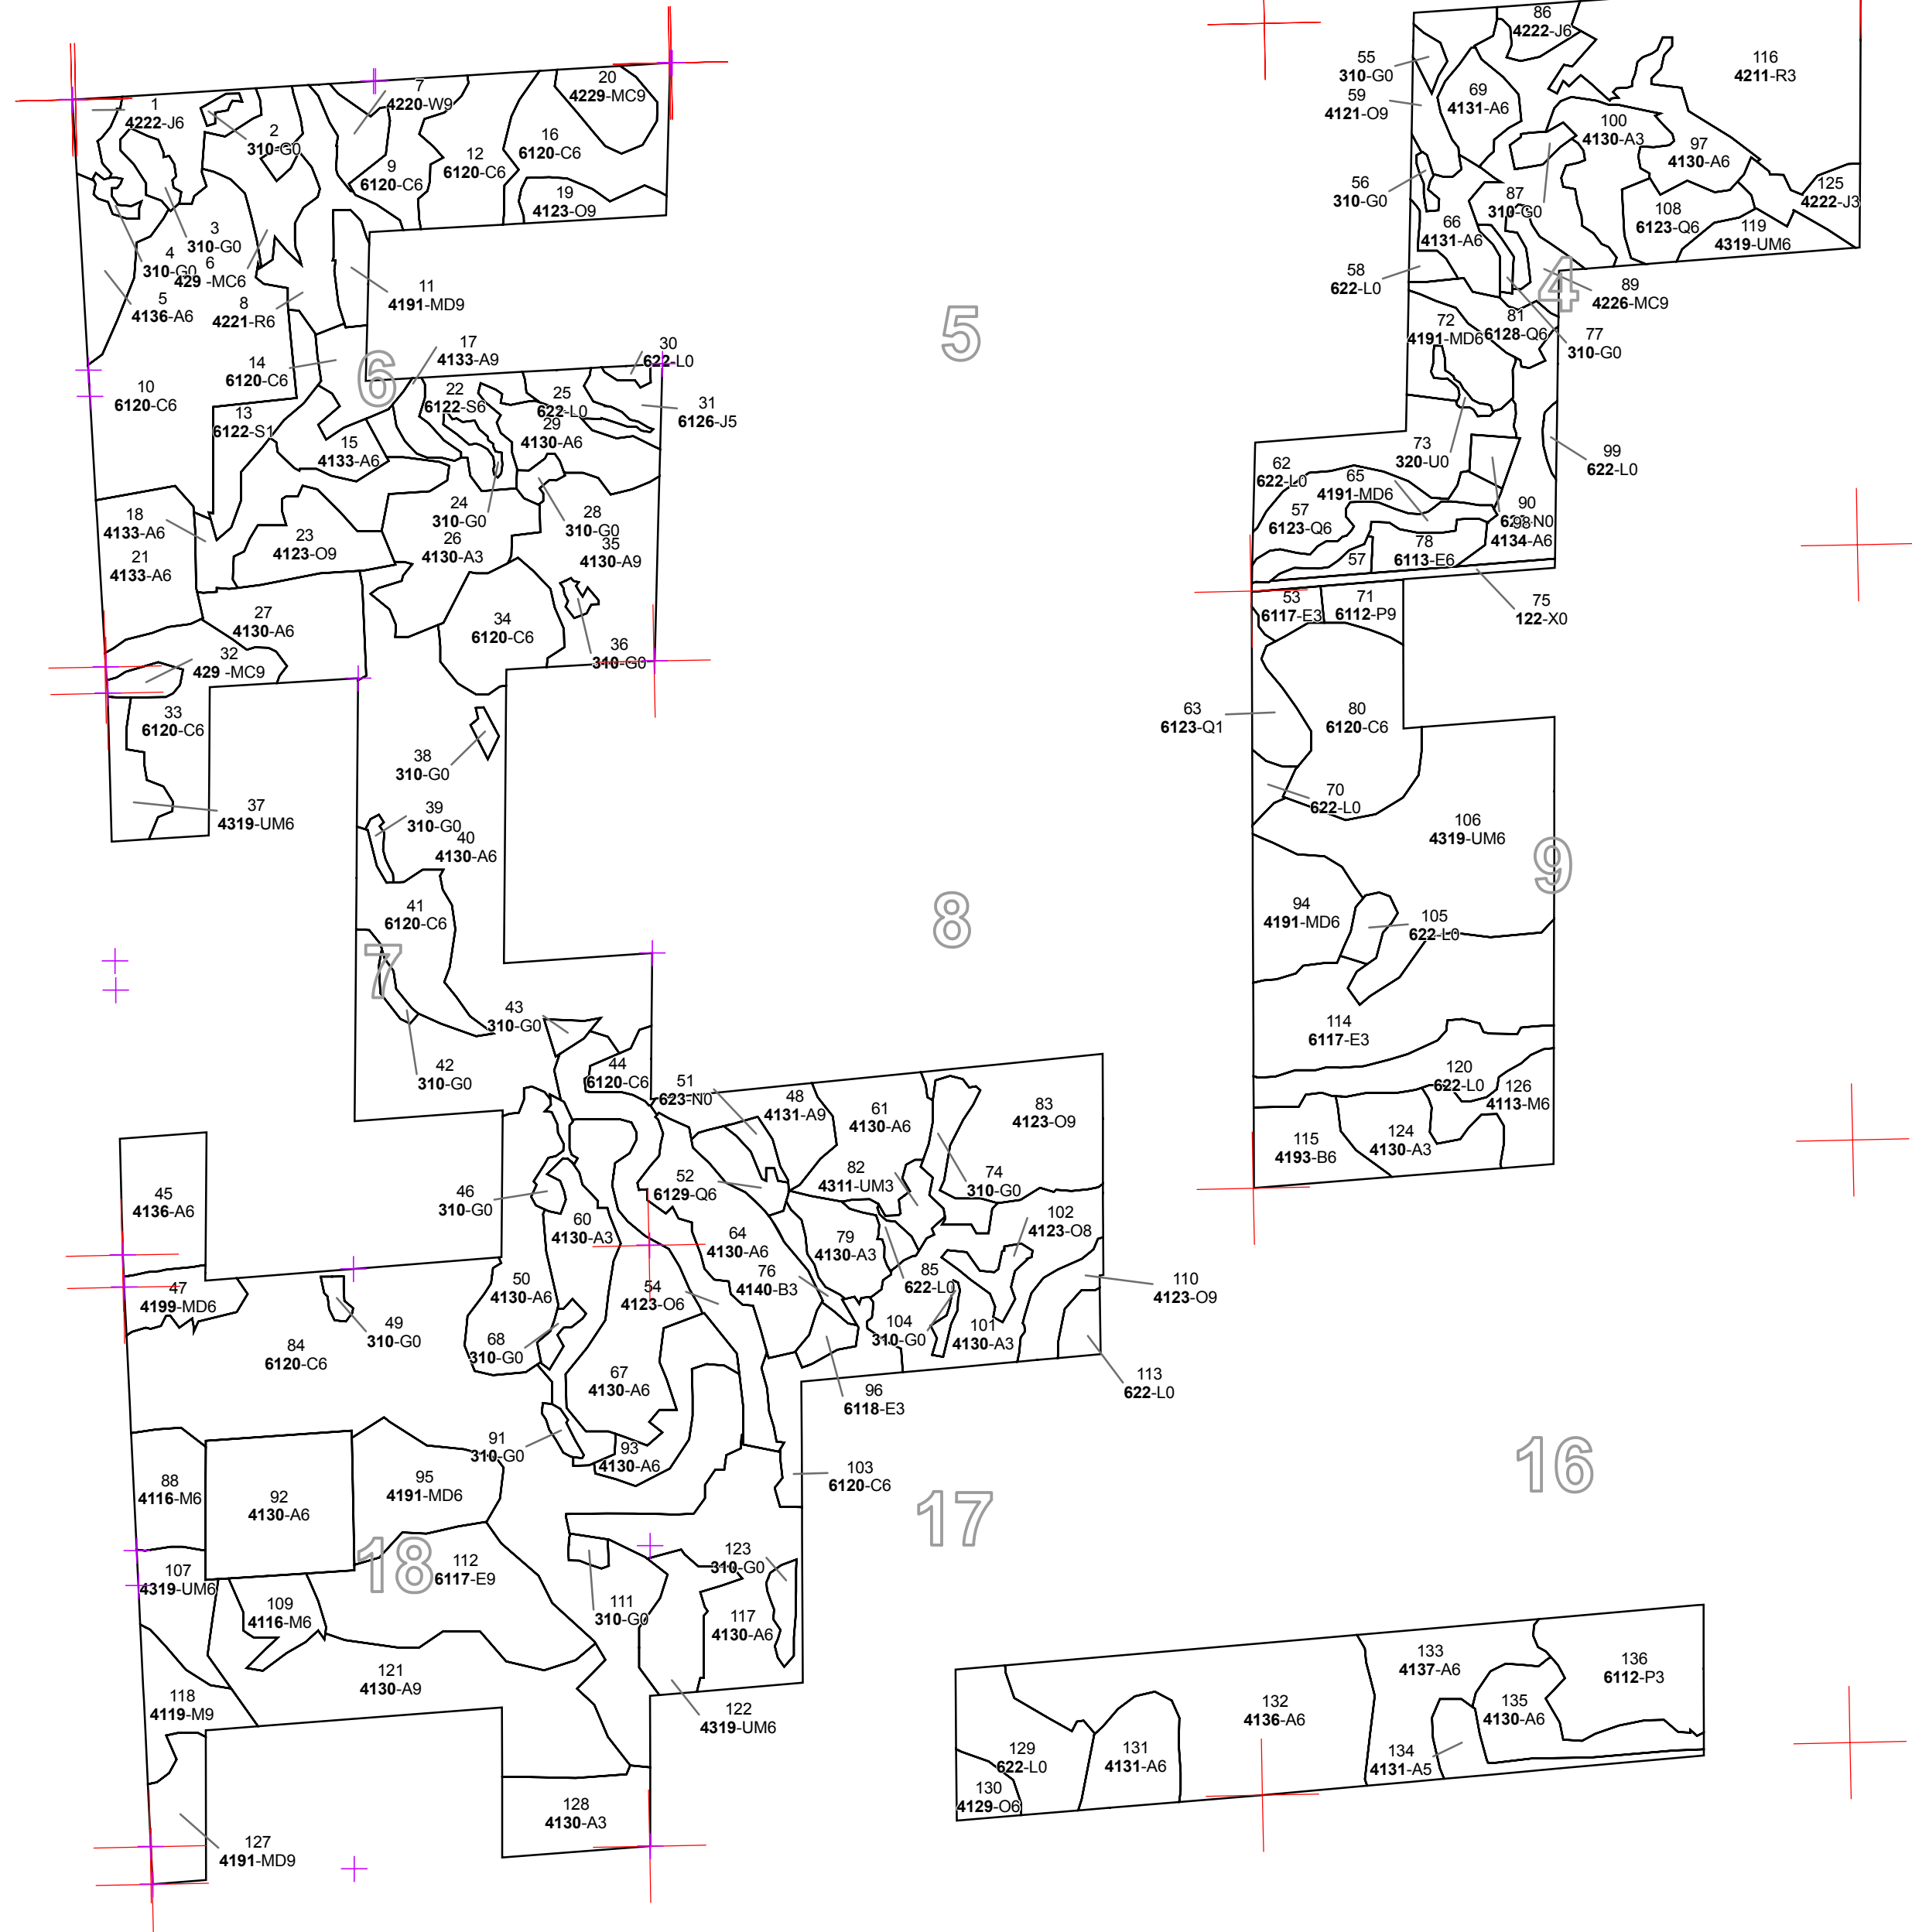 1
4222-J6
2
310-G0
3
310-G0
4
310-G0
5
4136-A6
6
429 -MC6
7
4220-W9
8
4221-R6
9
6120-C6
10
6120-C6
11
4191-MD9
12
6120-C6
13
6122-S1
14
6120-C6
15
4133-A6
16
6120-C6
17
4133-A9
18
4133-A6
19
4123-O9
20
4229-MC9
21
4133-A6
22
6122-S6
23
4123-O9
24
310-G0
25
622-L0
26
4130-A3
27
4130-A6
28
310-G0
29
4130-A6
30
622-L0
31
6126-J5
32
429 -MC9
33
6120-C6
34
6120-C6
35
4130-A9
36
310-G0
37
4319-UM6
38
310-G0
39
310-G0
40
4130-A6
41
6120-C6
42
310-G0
43
310-G0
44
6120-C6
45
4136-A6
46
310-G0
47
4199-MD6
48
4131-A9
49
310-G0
50
4130-A6
51
623-N0
52
6129-Q6
53
6117-E3
54
4123-O6
55
310-G0
56
310-G0
57
6123-Q6
57
58
622-L0
59
4121-O9
60
4130-A3
61
4130-A6
62
622-L0
63
6123-Q1
64
4130-A6
65
4191-MD6
66
4131-A6
67
4130-A6
68
310-G0
69
4131-A6
70
622-L0
71
6112-P9
72
4191-MD6
73
320-U0
74
310-G0
75
122-X0
76
4140-B3
77
310-G0
78
6113-E6
79
4130-A3
80
6120-C6
81
6128-Q6
82
4311-UM3
83
4123-O9
84
6120-C6
85
622-L0
86
4222-J6
87
310-G0
88
4116-M6
89
4226-MC9
90
98
4134-A6
91
310-G0
92
4130-A6
93
4130-A6
94
4191-MD6
95
4191-MD6
96
6118-E3
97
4130-A6
99
622-L0
100
4130-A3
101
4130-A3
102
4123-O8
103
6120-C6
104
310-G0
105
622-L0
106
4319-UM6
107
4319-UM6
108
6123-Q6
109
4116-M6
110
4123-O9
111
310-G0
112
6117-E9
113
622-L0
114
6117-E3
115
4193-B6
116
4211-R3
117
4130-A6
118
4119-M9
119
4319-UM6
120
622-L0
121
4130-A9
122
4319-UM6
123
310-G0
124
4130-A3
125
4222-J3
126
4113-M6
127
4191-MD9
128
4130-A3
129
622-L0
130
4129-O6
131
4131-A6
132
4136-A6
133
4137-A6
134
4131-A5
135
4130-A6
136
6112-P3
4
5
6
7
8
9
16
17
18